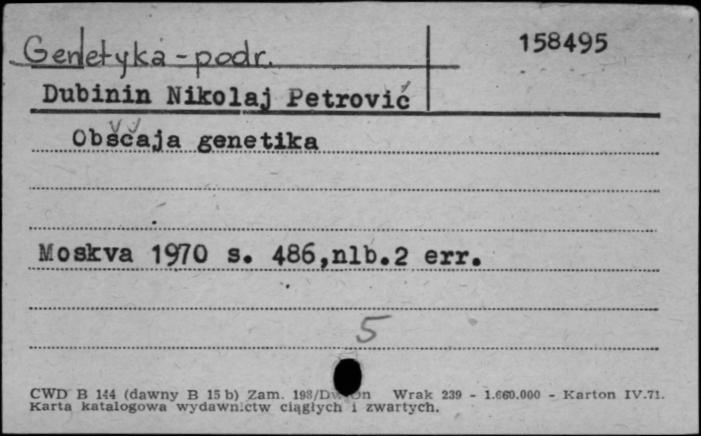 Genetyka - podr.
158495
Dubinin Nikolaj Petrovič
Obščaja genetika
Moskva 1970 s. 486,nlb.2 err.
5
CWD B 144 (dawny B 15 b) Zam. 198/ Wrak 239 - 1.660.000 - Karton IV.71.
Karta katalogowa wydawnictw ciągłych i zwartych.